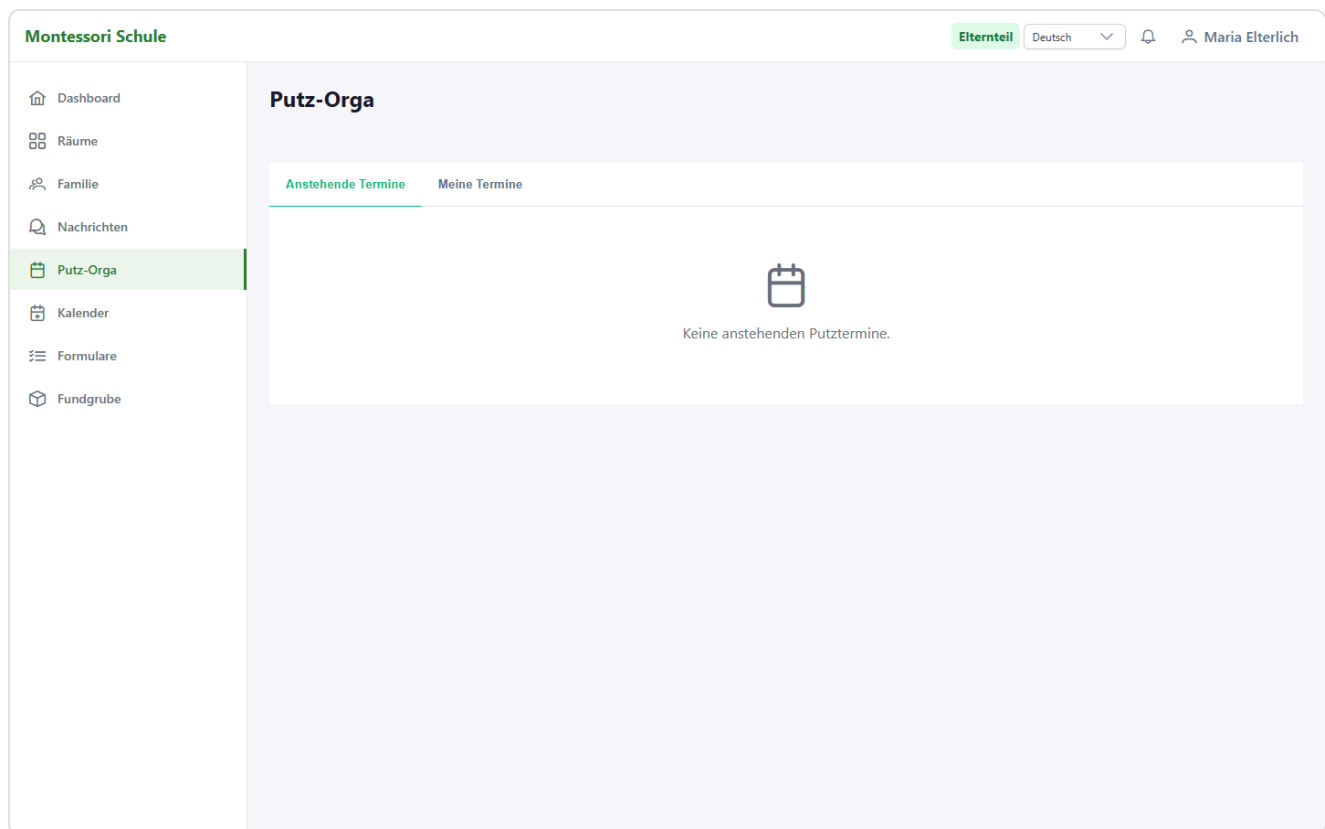 Montessori Schule
Elternteil
Deutsch
Maria Elterlich
Dashboard
Räume
Familie
Nachrichten
Putz-Orga
Kalender
Formulare
Fundgrube
Putz-Orga
Anstehende Termine
Meine Termine
Keine anstehenden Putztermine.